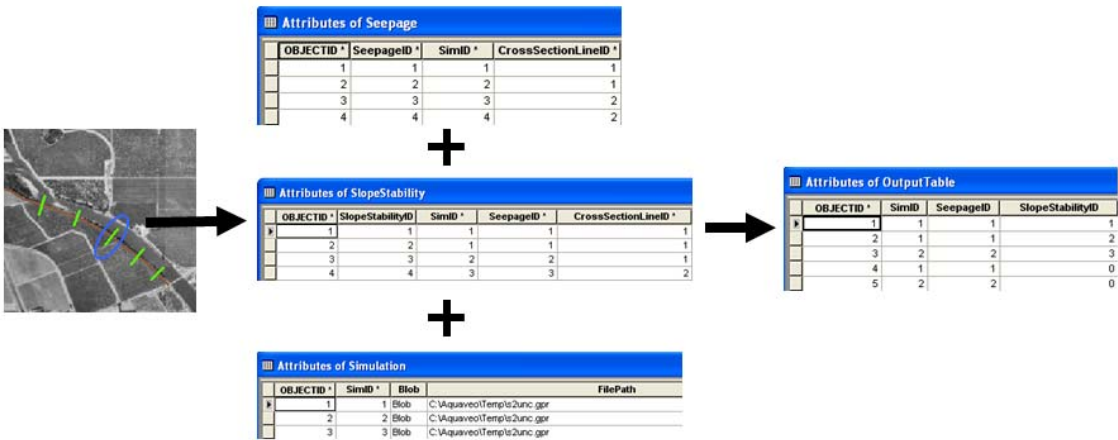 Attributes of Seepage
OBJECTID * SeepageID * SimID * CrossSectionLineID *
1 1 1 1
2 2 2 1
3 3 3 2
4 4 4 2
+
Attributes of SlopeStability
OBJECTID * SlopeStabilityID SimID * SeepageID * CrossSectionLineID *
1 1 1 1 1
2 2 1 1 1
3 3 2 2 1
4 4 3 3 2
+
Attributes of Simulation
OBJECTID * SimID * Blob FilePath
1 1 Blob C:\Aquaveo\Temp\s2unc.gpr
2 2 Blob C:\Aquaveo\Temp\s2unc.gpr
3 3 Blob C:\Aquaveo\Temp\s2unc.gpr
Attributes of OutputTable
OBJECTID * SimID SeepageID SlopeStabilityID
1 1 1 1
2 1 1 2
3 2 2 3
4 1 1 0
5 2 2 0